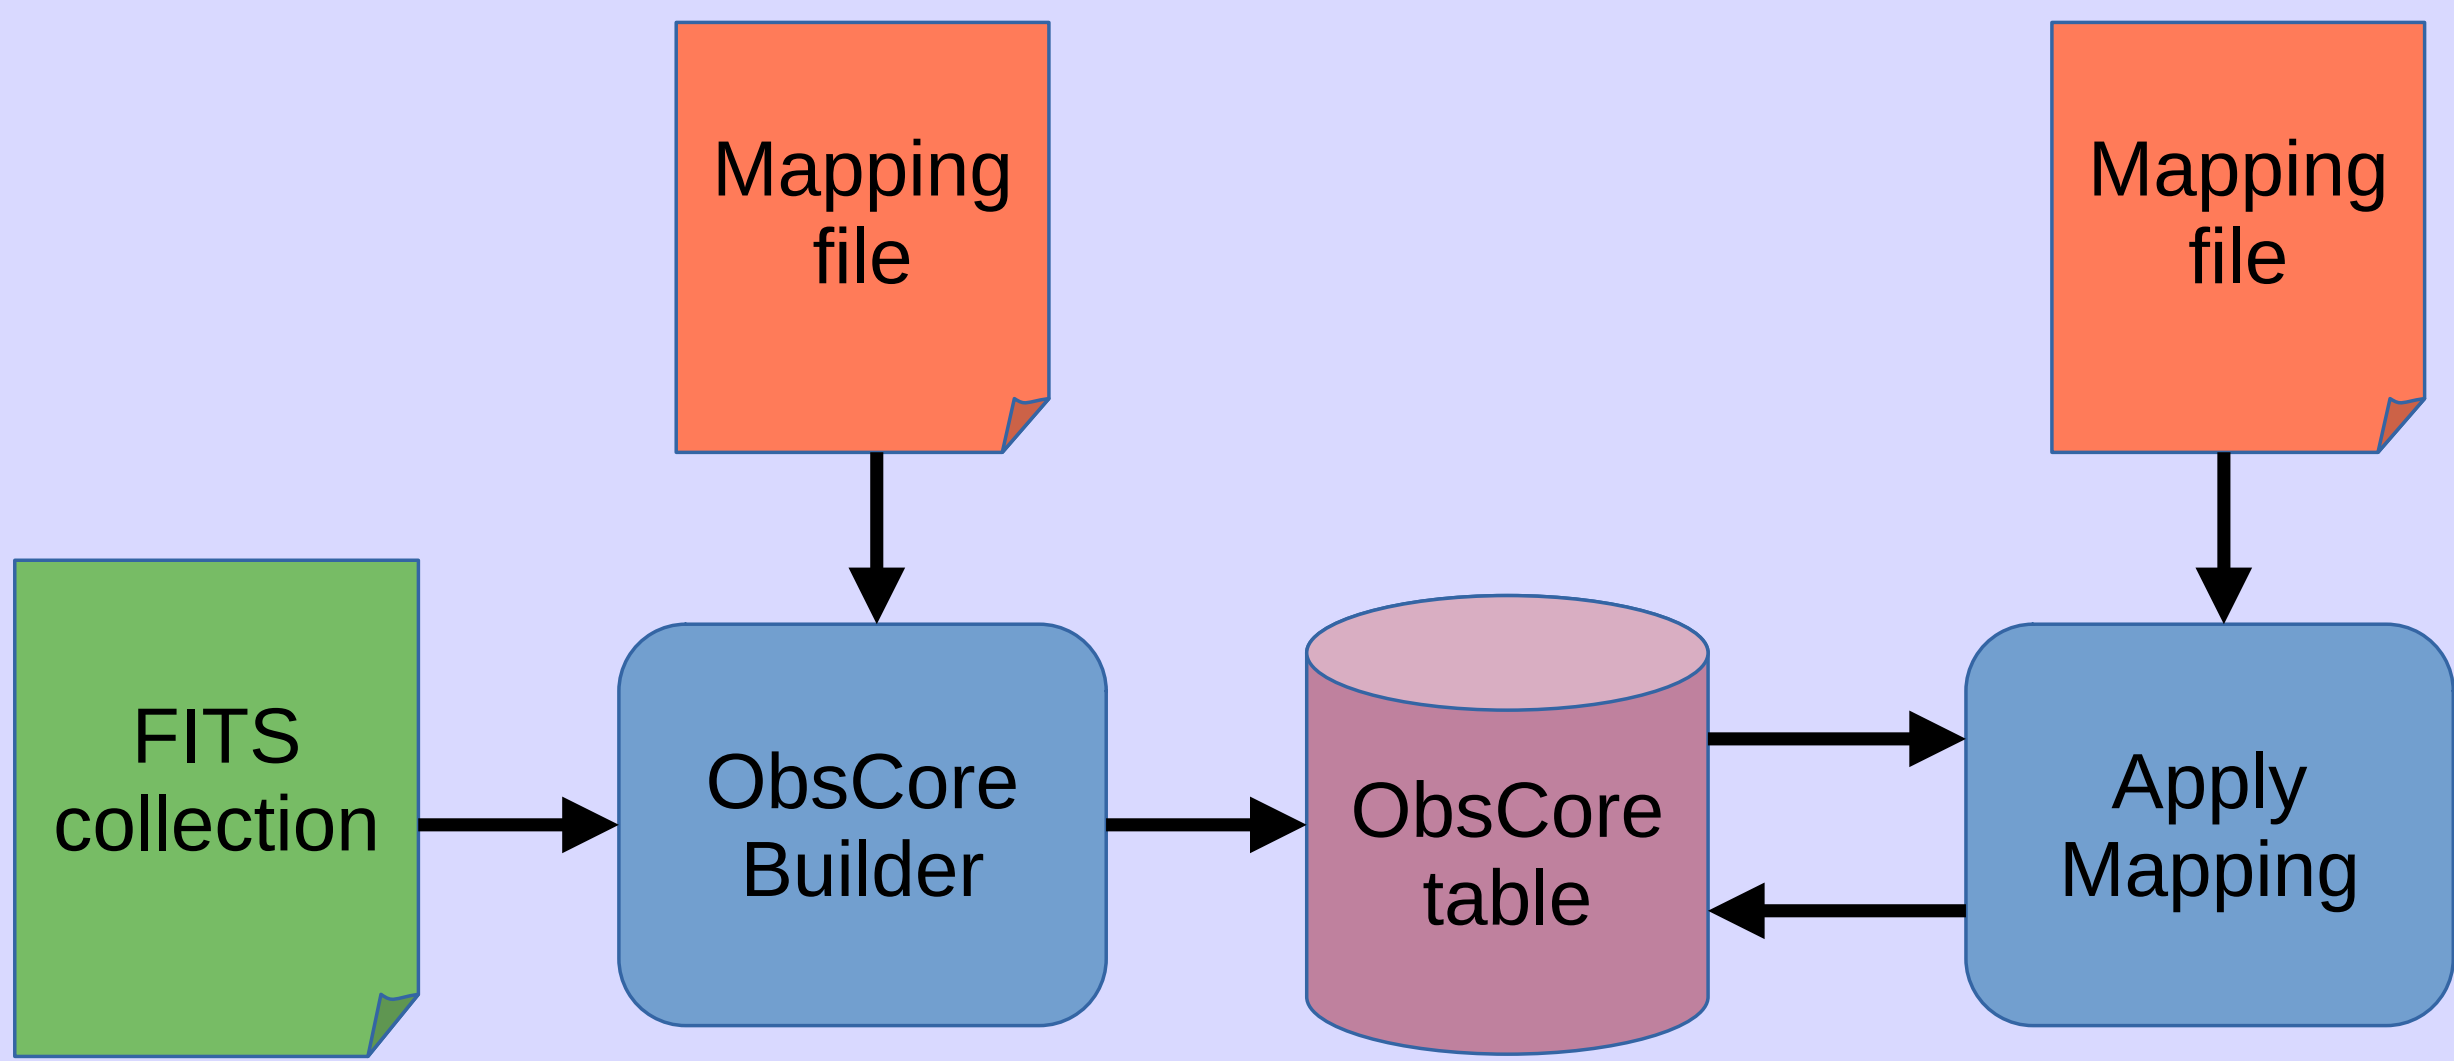 Mapping
file
Mapping
file
FITS
collection
ObsCore
Builder
ObsCore
table
Apply
Mapping